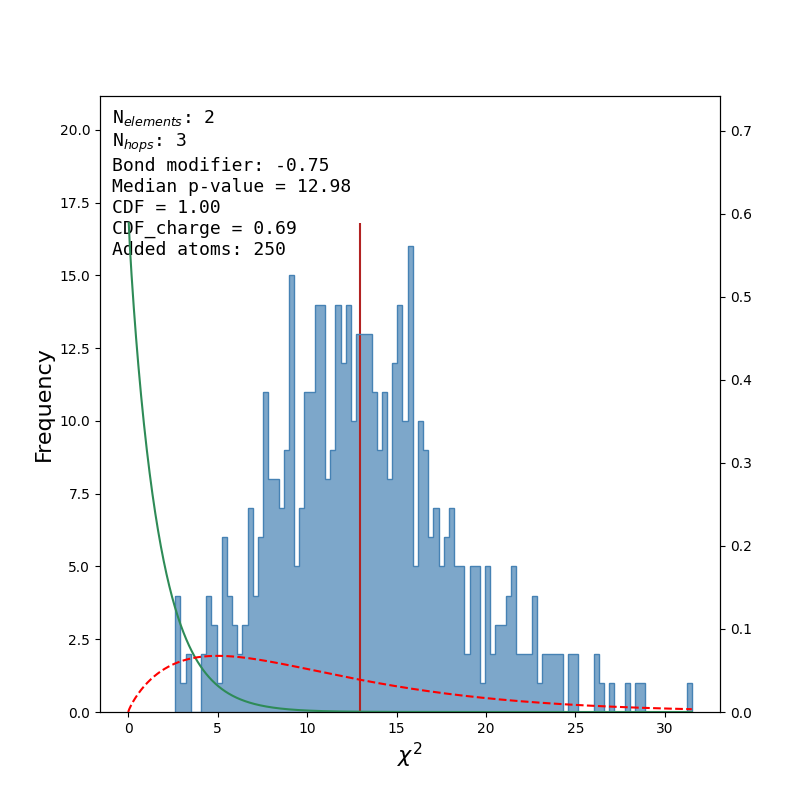 N_elements: 2
N_hops: 3
Bond modifier: -0.75
Median p-value = 12.98
CDF = 1.00
CDF_charge = 0.69
Added atoms: 250
20.0
17.5
15.0
12.5
10.0
7.5
5.0
2.5
0.0
Frequency
0.7
0.6
0.5
0.4
0.3
0.2
0.1
0.0
0 5 10 15 20 25 30
χ²